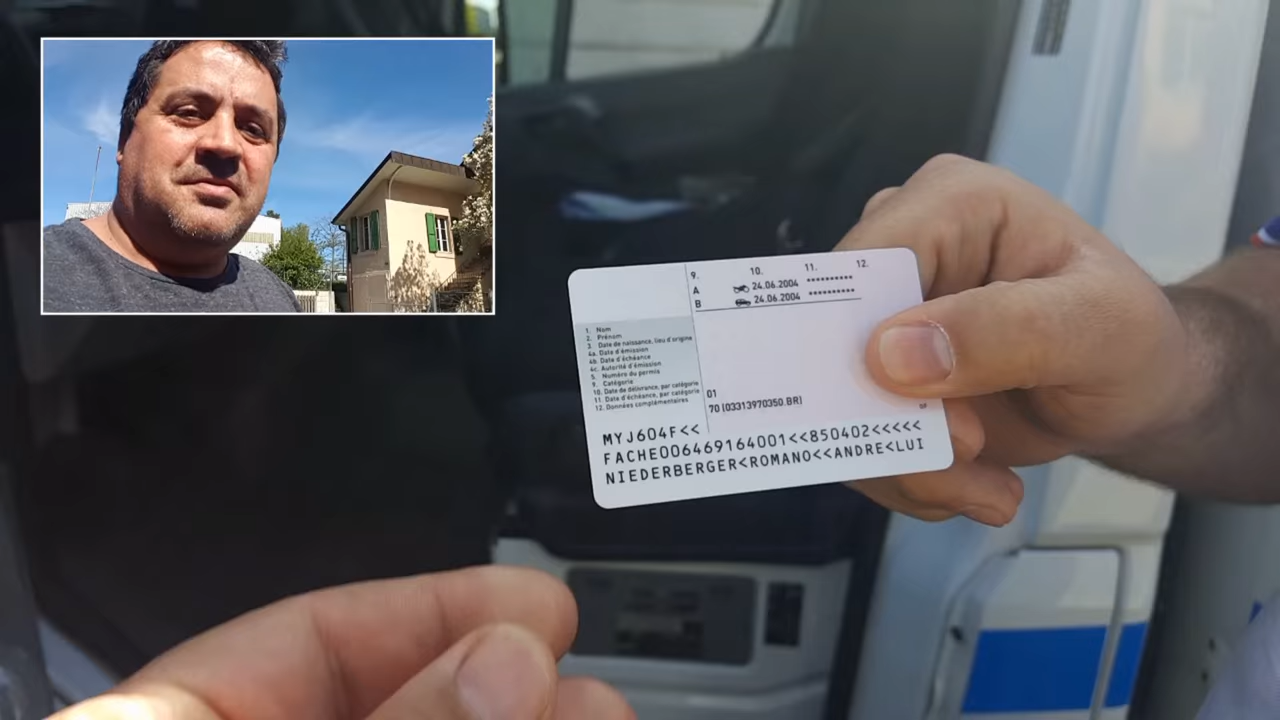 9. 10. 11. 12.
A 24.06.2004 **********
B 24.06.2004 **********
1. Nom
2. Prénom
3. Date de naissance, lieu d'origine
4a. Date d'émission
4b. Date d'échéance
4c. Autorité d'émission
5. Numéro du permis
9. Catégorie
10. Date de délivrance, par catégorie
11. Date d'échéance, par catégorie
12. Données complémentaires
01
70 (03313970350.BR)
MYJ604F<<
FACHE006469164001<<850402<<<<<
NIEDERBERGER<ROMANO<<ANDRE<LUI